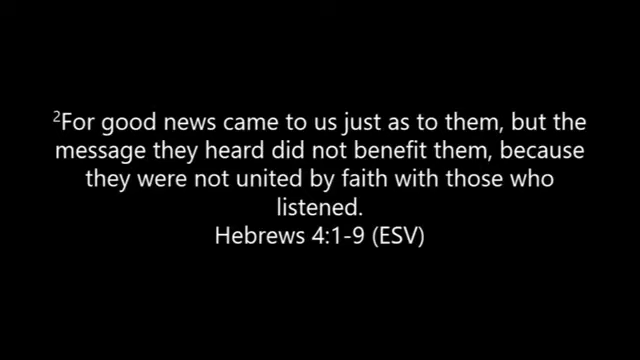 ²For good news came to us just as to them, but the
message they heard did not benefit them, because
they were not united by faith with those who
listened.
Hebrews 4:1-9 (ESV)